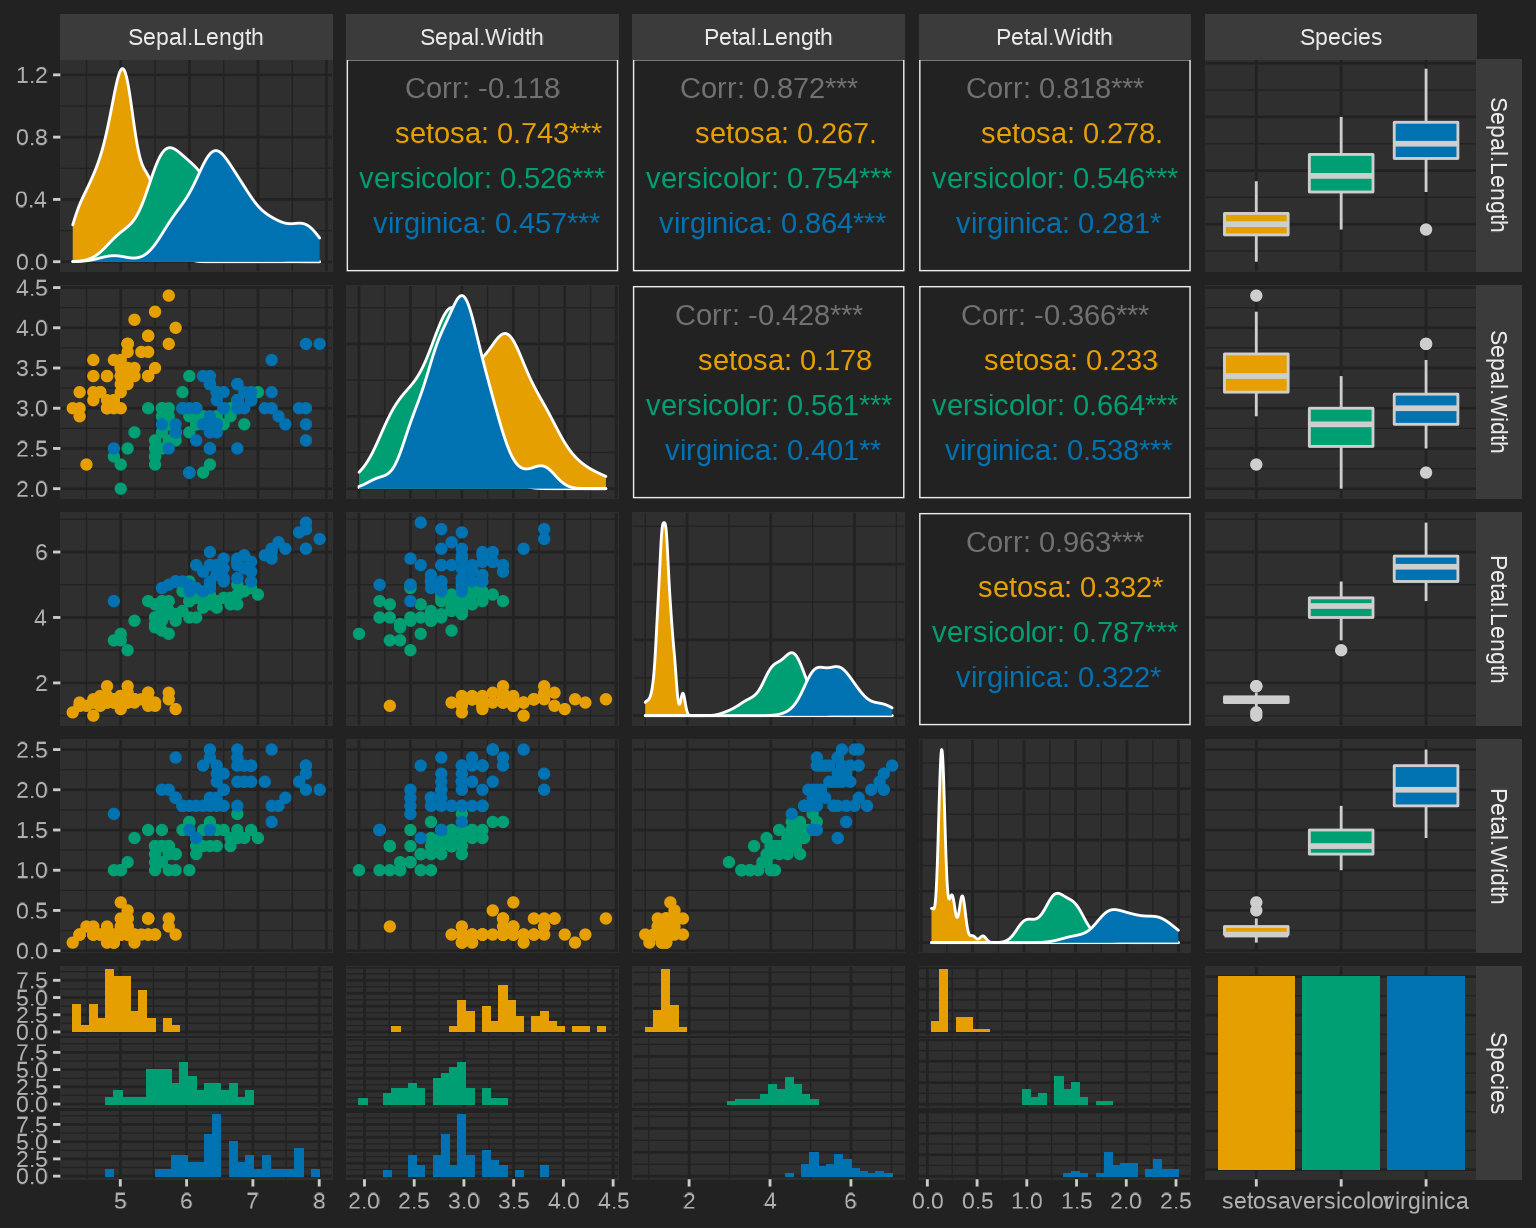 Sepal.Length Sepal.Width Petal.Length Petal.Width Species
1.2
0.8
0.4
0.0
Corr: -0.118
setosa: 0.743***
versicolor: 0.526***
virginica: 0.457***
Corr: 0.872***
setosa: 0.267.
versicolor: 0.754***
virginica: 0.864***
Corr: 0.818***
setosa: 0.278.
versicolor: 0.546***
virginica: 0.281*
Sepal.Length
4.5
4.0
3.5
3.0
2.5
2.0
Corr: -0.428***
setosa: 0.178
versicolor: 0.561***
virginica: 0.401**
Corr: -0.366***
setosa: 0.233
versicolor: 0.664***
virginica: 0.538***
Sepal.Width
6
4
2
Corr: 0.963***
setosa: 0.332*
versicolor: 0.787***
virginica: 0.322*
Petal.Length
2.5
2.0
1.5
1.0
0.5
0.0
Petal.Width
7.5
5.0
2.5
0.0
7.5
5.0
2.5
0.0
7.5
5.0
2.5
0.0
Species
5 6 7 8
2.0 2.5 3.0 3.5 4.0 4.5
2 4 6
0.0 0.5 1.0 1.5 2.0 2.5
setosa versicolor virginica